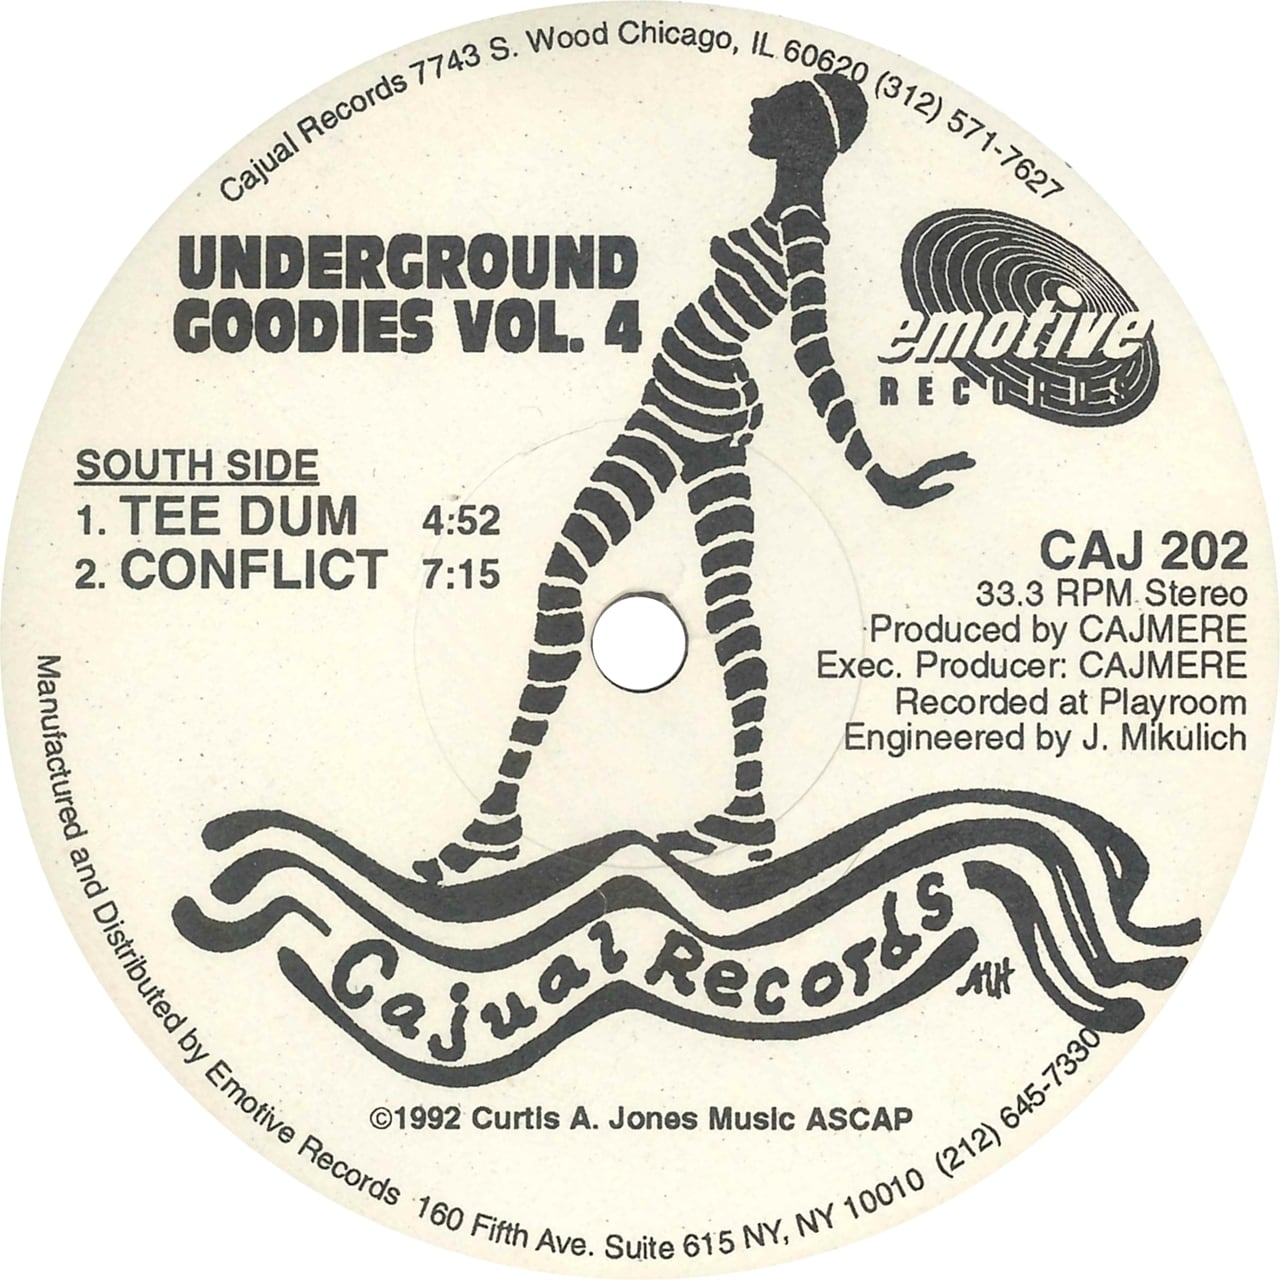 Cajual Records 7743 S. Wood Chicago, IL 60620 (312) 571-7627
UNDERGROUND
GOODIES VOL. 4
emotive
RECORDS
SOUTH SIDE
1. TEE DUM 4:52
2. CONFLICT 7:15
CAJ 202
33.3 RPM Stereo
Produced by CAJMERE
Exec. Producer: CAJMERE
Recorded at Playroom
Engineered by J. Mikulich
Cajual Records
MH
©1992 Curtis A. Jones Music ASCAP
Manufactured and Distributed by Emotive Records 160 Fifth Ave. Suite 615 NY, NY 10010 (212) 645-7330